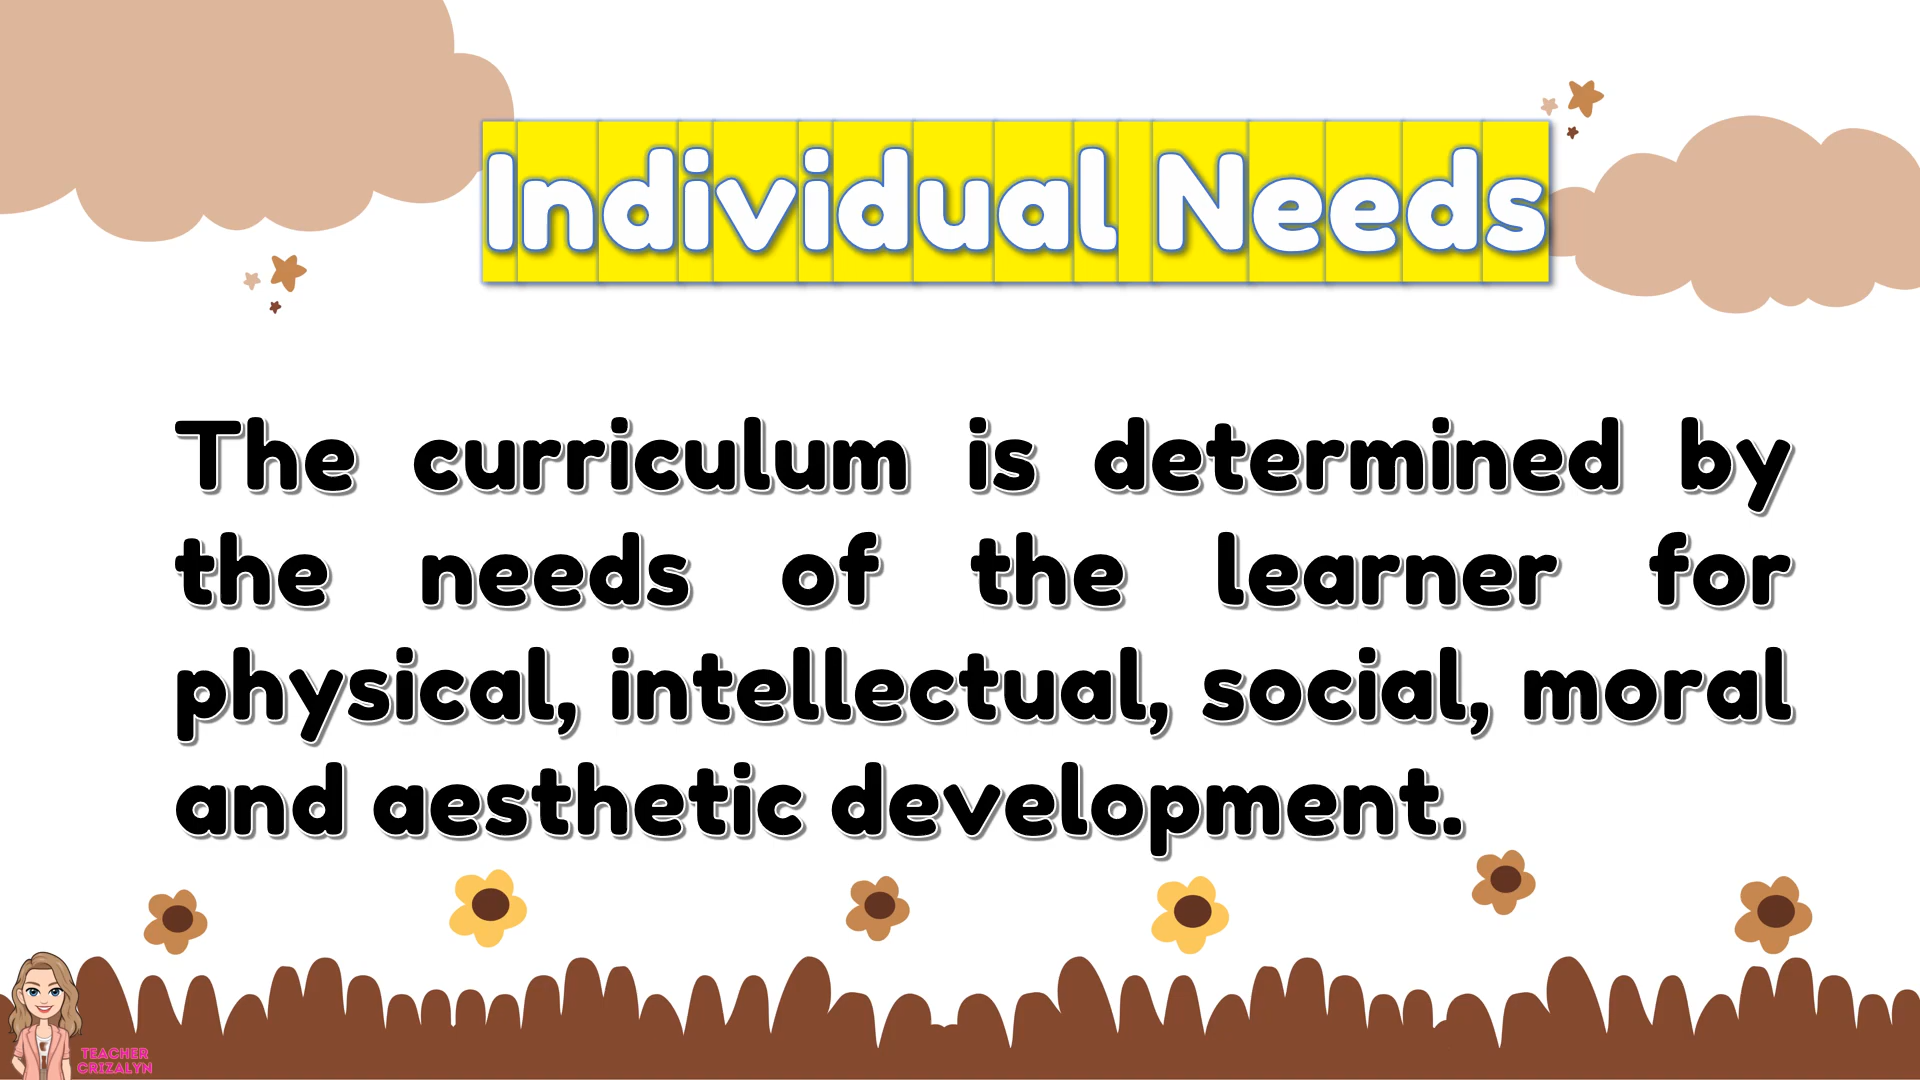 Individual Needs
The curriculum is determined by
the needs of the learner for
physical, intellectual, social, moral
and aesthetic development.
TEACHER
CRIZALYN